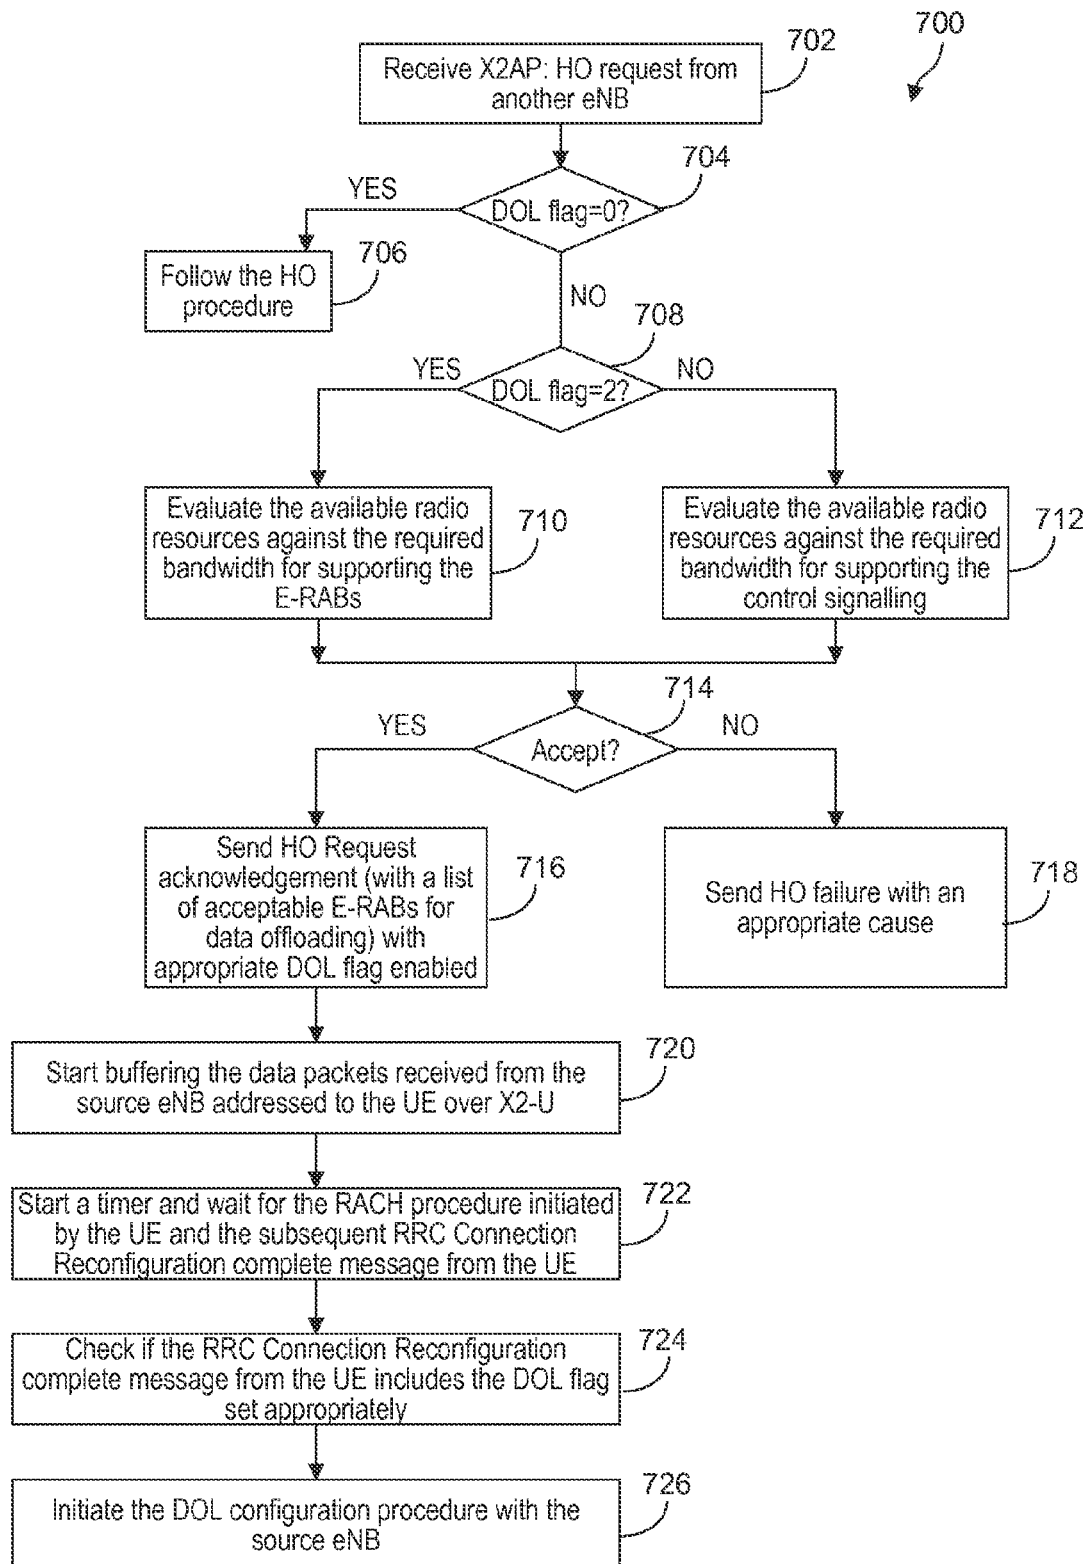 700
702
Receive X2AP: HO request from
another eNB
704
DOL flag=0?
YES
706
Follow the HO
procedure
NO
708
DOL flag=2?
YES
NO
Evaluate the available radio
resources against the required
bandwidth for supporting the
E-RABs
710
Evaluate the available radio
resources against the required
bandwidth for supporting the
control signalling
712
714
Accept?
YES
NO
Send HO Request
acknowledgement (with a list
of acceptable E-RABs for
data offloading) with
appropriate DOL flag enabled
716
Send HO failure with an
appropriate cause
718
Start buffering the data packets received from the
source eNB addressed to the UE over X2-U
720
Start a timer and wait for the RACH procedure initiated
by the UE and the subsequent RRC Connection
Reconfiguration complete message from the UE
722
Check if the RRC Connection Reconfiguration
complete message from the UE includes the DOL flag
set appropriately
724
Initiate the DOL configuration procedure with the
source eNB
726